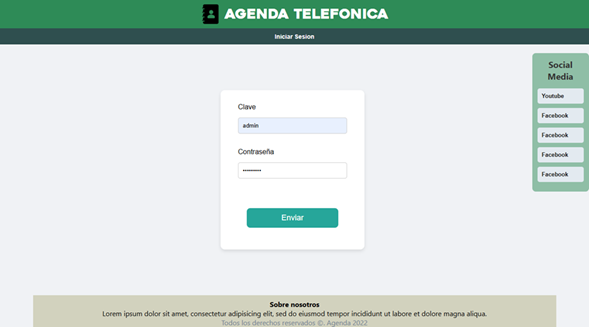 AGENDA TELEFONICA
Iniciar Sesion
Social
Media
Youtube
Facebook
Facebook
Facebook
Facebook
Clave
admin
Contraseña
••••••••••
Enviar
Sobre nosotros
Lorem ipsum dolor sit amet, consectetur adipisicing elit, sed do eiusmod tempor incididunt ut labore et dolore magna aliqua.
Todos los derechos reservados ©. Agenda 2022